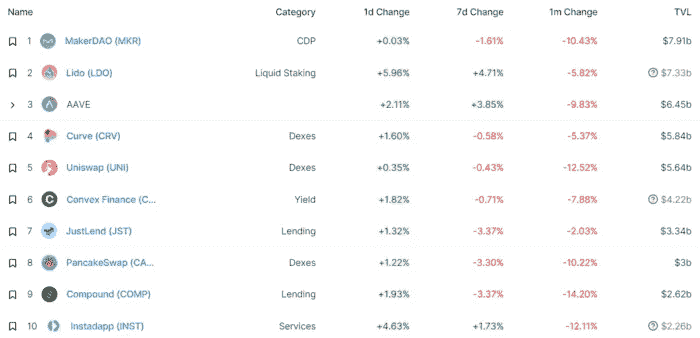 Name Category 1d Change 7d Change 1m Change TVL
1 MakerDAO (MKR) CDP +0.03% -1.61% -10.43% $7.91b
2 Lido (LDO) Liquid Staking +5.96% +4.71% -5.82% $7.33b
3 AAVE +2.11% +3.85% -9.83% $6.45b
4 Curve (CRV) Dexes +1.60% -0.58% -5.37% $5.84b
5 Uniswap (UNI) Dexes +0.35% -0.43% -12.52% $5.64b
6 Convex Finance (C... Yield +1.82% -0.71% -7.88% $4.22b
7 JustLend (JST) Lending +1.32% -3.37% -2.03% $3.34b
8 PancakeSwap (CA... Dexes +1.22% -3.30% -10.22% $3b
9 Compound (COMP) Lending +1.93% -3.37% -14.20% $2.62b
10 Instadapp (INST) Services +4.63% +1.73% -12.11% $2.26b